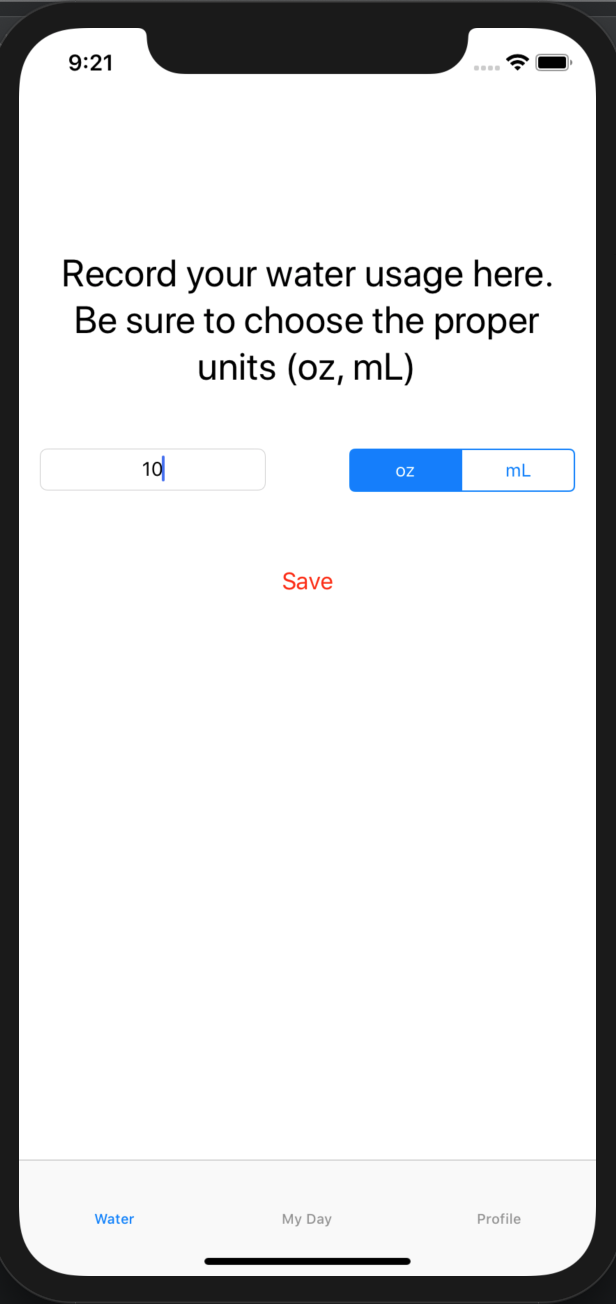 9:21
Record your water usage here.
Be sure to choose the proper
units (oz, mL)
10 oz mL
Save
Water My Day Profile